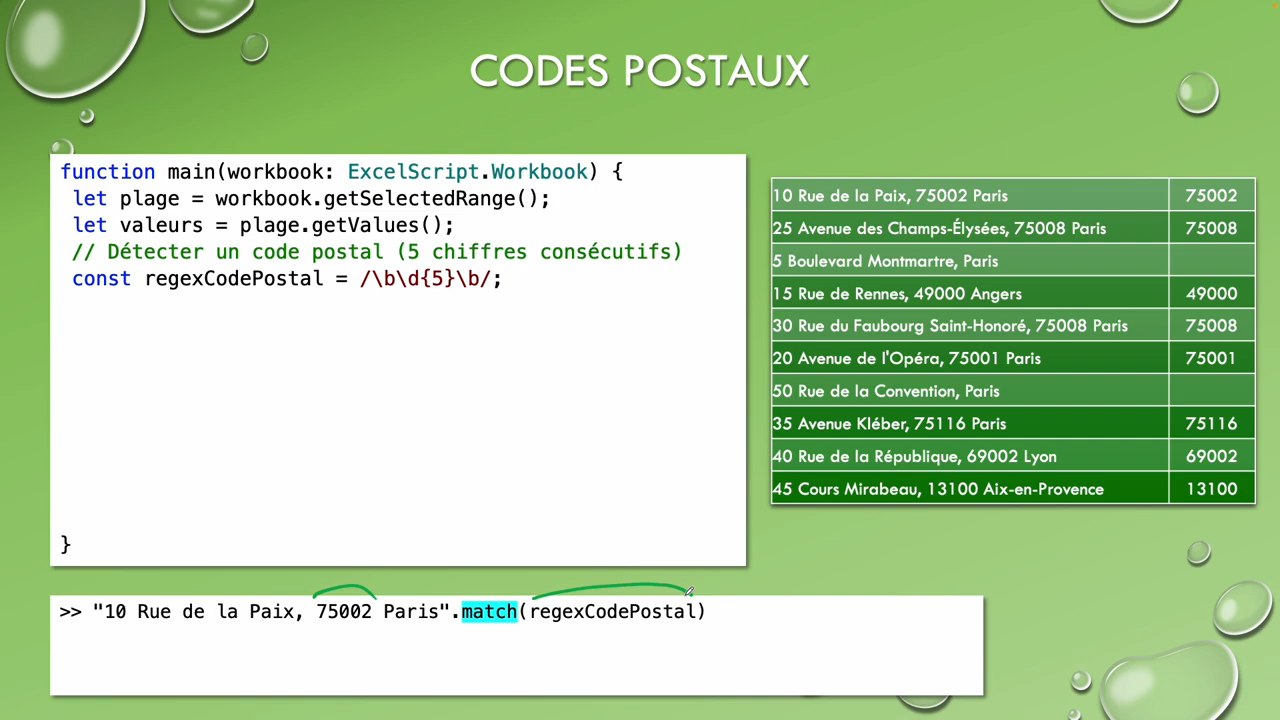 CODES POSTAUX
function main(workbook: ExcelScript.Workbook) {
let plage = workbook.getSelectedRange();
let valeurs = plage.getValues();
// Détecter un code postal (5 chiffres consécutifs)
const regexCodePostal = /\b\d{5}\b/;
}
10 Rue de la Paix, 75002 Paris 75002
25 Avenue des Champs-Élysées, 75008 Paris 75008
5 Boulevard Montmartre, Paris
15 Rue de Rennes, 49000 Angers 49000
30 Rue du Faubourg Saint-Honoré, 75008 Paris 75008
20 Avenue de l'Opéra, 75001 Paris 75001
50 Rue de la Convention, Paris
35 Avenue Kléber, 75116 Paris 75116
40 Rue de la République, 69002 Lyon 69002
45 Cours Mirabeau, 13100 Aix-en-Provence 13100
>> "10 Rue de la Paix, 75002 Paris".match(regexCodePostal)